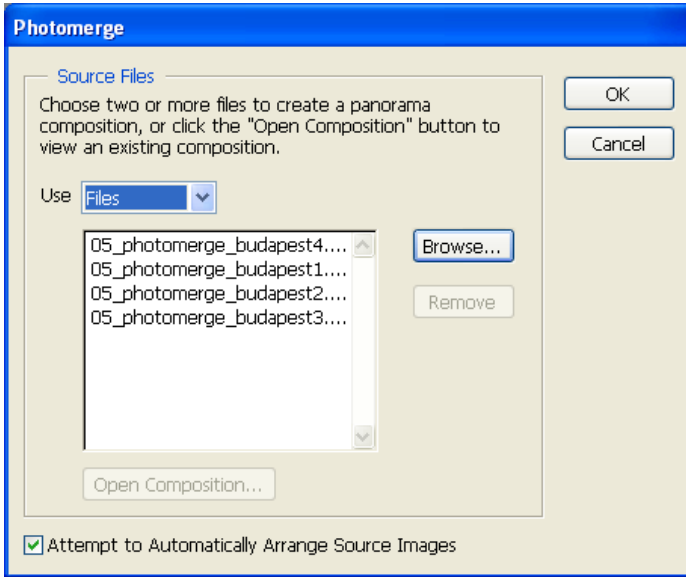 Photomerge
Source Files
Choose two or more files to create a panorama
composition, or click the "Open Composition" button to
view an existing composition.
OK
Cancel
Use Files
05_photomerge_budapest4....
05_photomerge_budapest1....
05_photomerge_budapest2....
05_photomerge_budapest3....
Browse...
Remove
Open Composition...
Attempt to Automatically Arrange Source Images